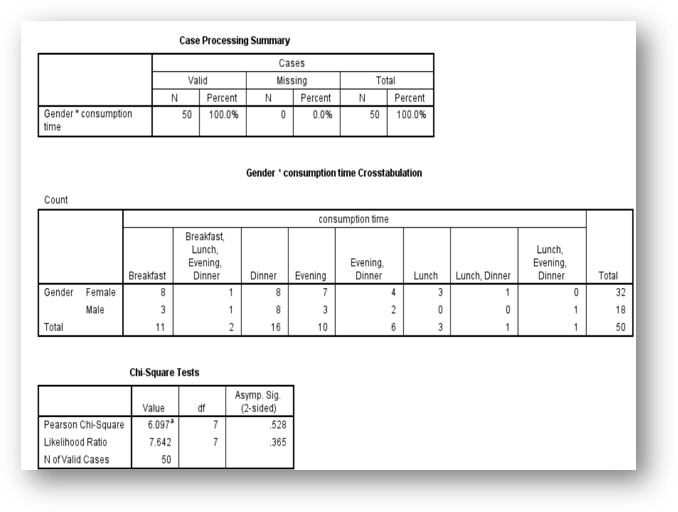 Case Processing Summary
Cases
Valid Missing Total
N Percent N Percent N Percent
Gender * consumption time 50 100.0% 0 0.0% 50 100.0%
Gender * consumption time Crosstabulation
Count
consumption time
Breakfast Breakfast, Lunch, Evening, Dinner Dinner Evening Evening, Dinner Lunch Lunch, Dinner Lunch, Evening, Dinner Total
Gender Female 8 1 8 7 4 3 1 0 32
Male 3 1 8 3 2 0 0 1 18
Total 11 2 16 10 6 3 1 1 50
Chi-Square Tests
Value df Asymp. Sig. (2-sided)
Pearson Chi-Square 6.097a 7 .528
Likelihood Ratio 7.642 7 .365
N of Valid Cases 50